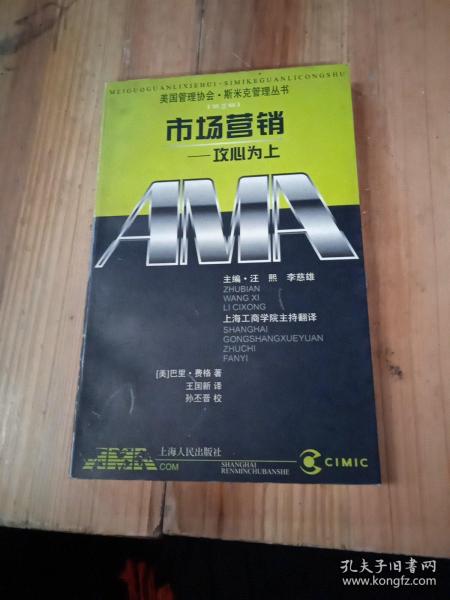 MEIGUOGUANLIXIEHUI·SIMIKEGUANLICONGSHU
美国管理协会·斯米克管理丛书
市场营销
——攻心为上
AMA
主编·汪 熙 李慈雄
ZHUBIAN
WANG XI
LI CIXONG
上海工商学院主持翻译
SHANGHAI
GONGSHANGXUEYUAN
ZHUCHI
FANYI
[美]巴里·费格 著
王国新 译
孙丕晋 校
上海人民出版社
COM
SHANGHAI
RENMINCHUBANSHE
CIMIC
孔夫子旧书网
www.kongfz.com